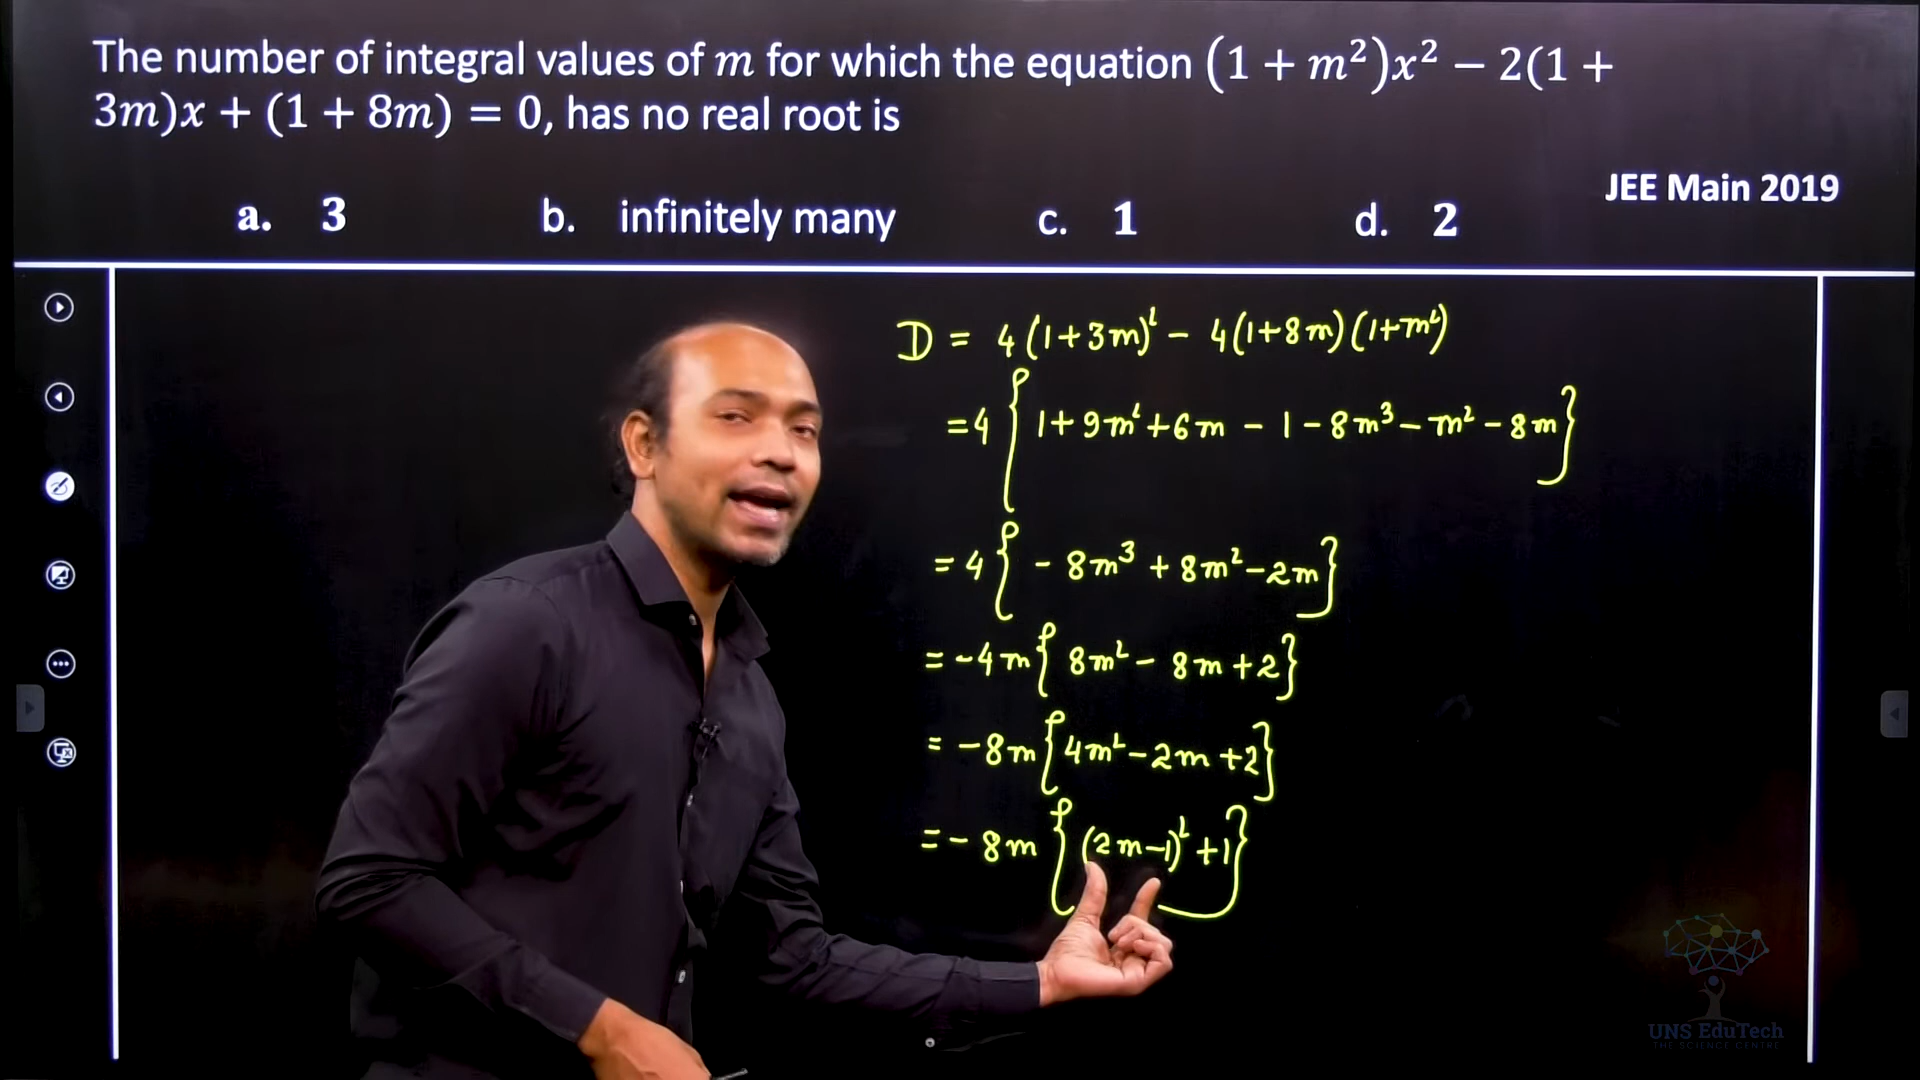 The number of integral values of m for which the equation (1 + m²)x² − 2(1 +
3m)x + (1 + 8m) = 0, has no real root is
JEE Main 2019
a. 3 b. infinitely many c. 1 d. 2
D = 4(1+3m)² − 4(1+8m)(1+m²)
=4{1+9m²+6m − 1 − 8m³ − m² − 8m}
= 4{ - 8m³ + 8m² − 2m}
= -4m{ 8m² − 8m + 2}
= -8m{4m² − 2m + 2}
= - 8m {(2m−1)² + 1}
UNS EduTech
THE SCIENCE CENTRE